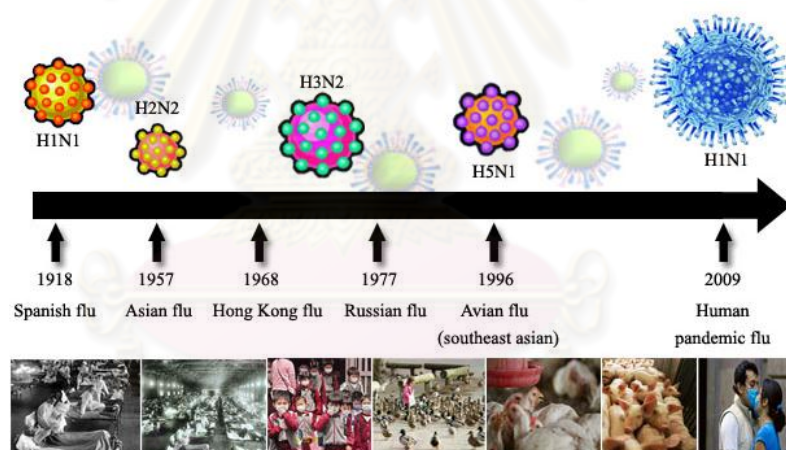 H3N2
H1N1
H2N2
H5N1
H1N1
1918
1957
1968
1977
1996
2009
Spanish flu
Asian flu
Hong Kong flu
Russian flu
Avian flu
(southeast asian)
Human
pandemic flu